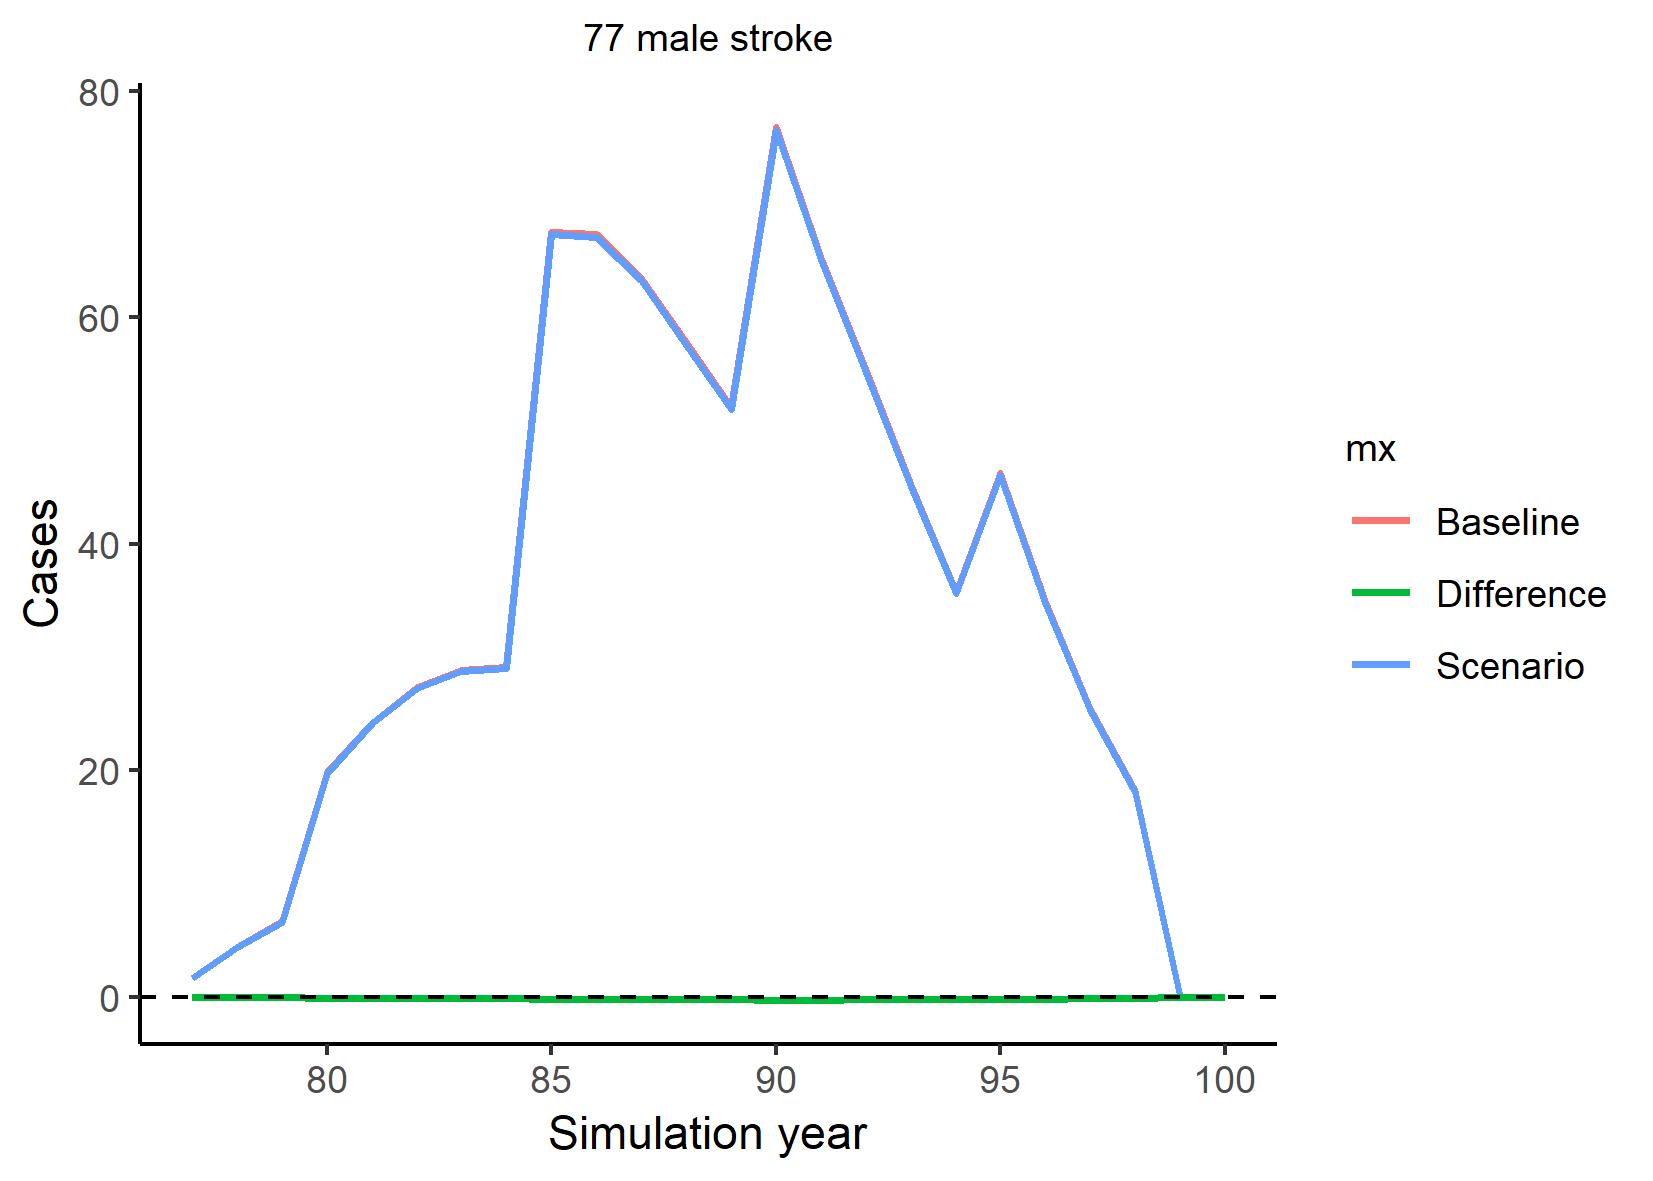 77 male stroke
80
60
40
20
0
Cases
80 85 90 95 100
Simulation year
mx
Baseline
Difference
Scenario